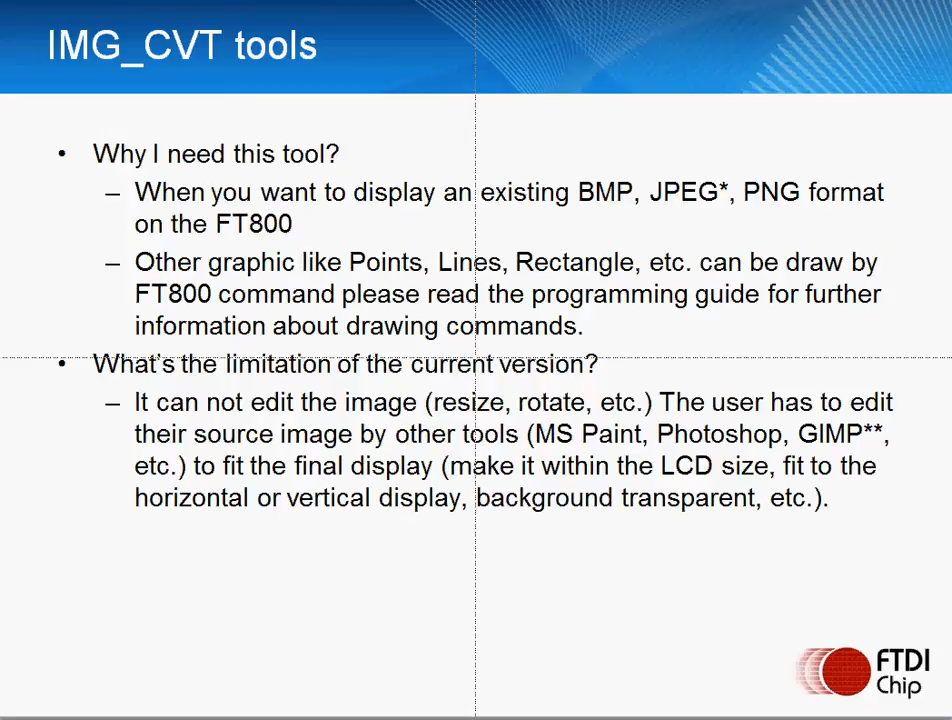 IMG_CVT tools
• Why I need this tool?
– When you want to display an existing BMP, JPEG*, PNG format
on the FT800
– Other graphic like Points, Lines, Rectangle, etc. can be draw by
FT800 command please read the programming guide for further
information about drawing commands.
• What's the limitation of the current version?
– It can not edit the image (resize, rotate, etc.) The user has to edit
their source image by other tools (MS Paint, Photoshop, GIMP**,
etc.) to fit the final display (make it within the LCD size, fit to the
horizontal or vertical display, background transparent, etc.).
FTDI
Chip